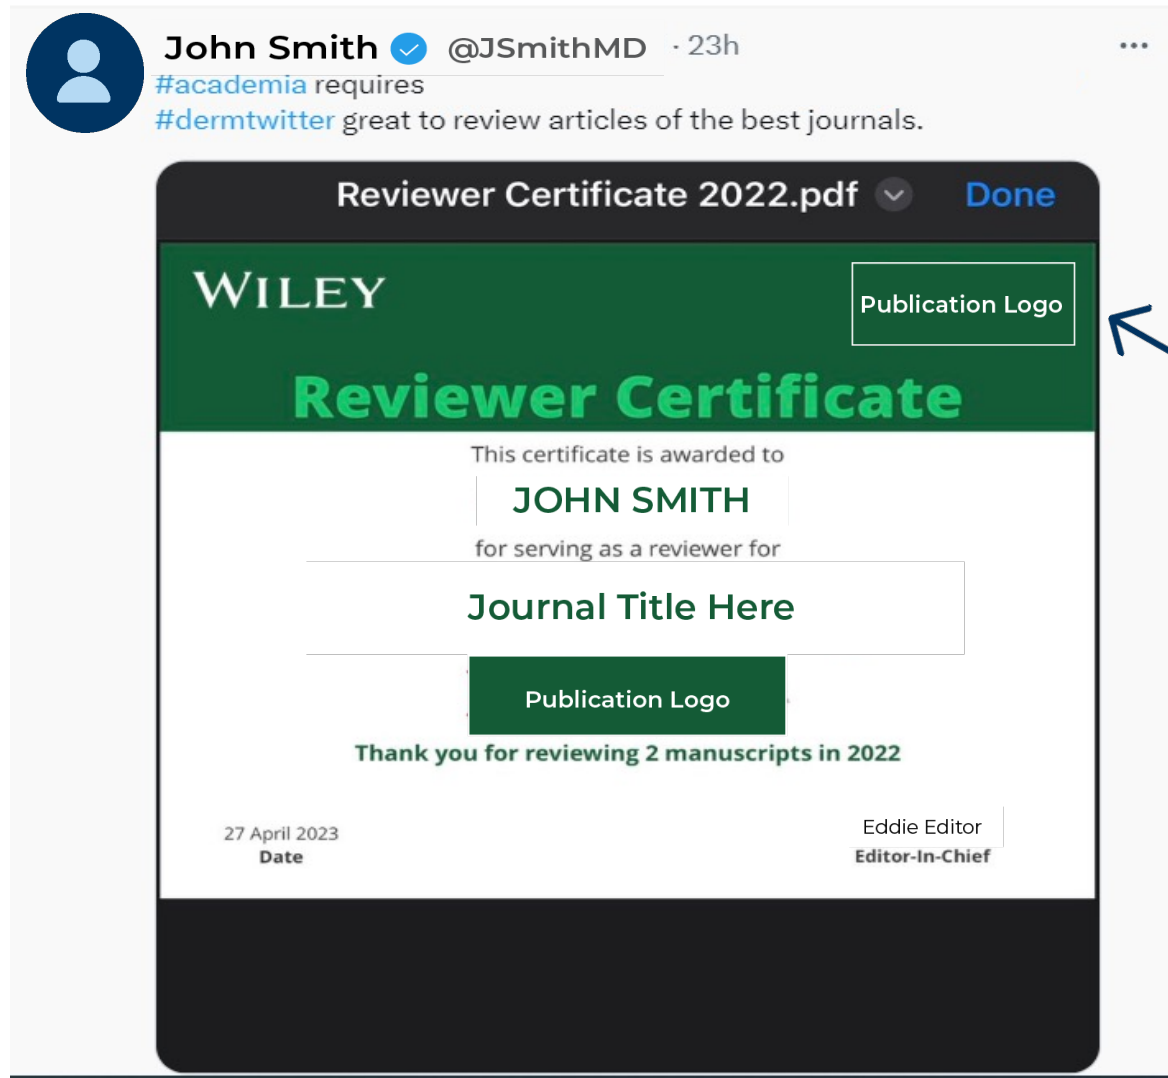 John Smith @JSmithMD · 23h
#academia requires
#dermtwitter great to review articles of the best journals.
Reviewer Certificate 2022.pdf Done
WILEY
Publication Logo
Reviewer Certificate
This certificate is awarded to
JOHN SMITH
for serving as a reviewer for
Journal Title Here
Publication Logo
Thank you for reviewing 2 manuscripts in 2022
27 April 2023
Date
Eddie Editor
Editor-In-Chief